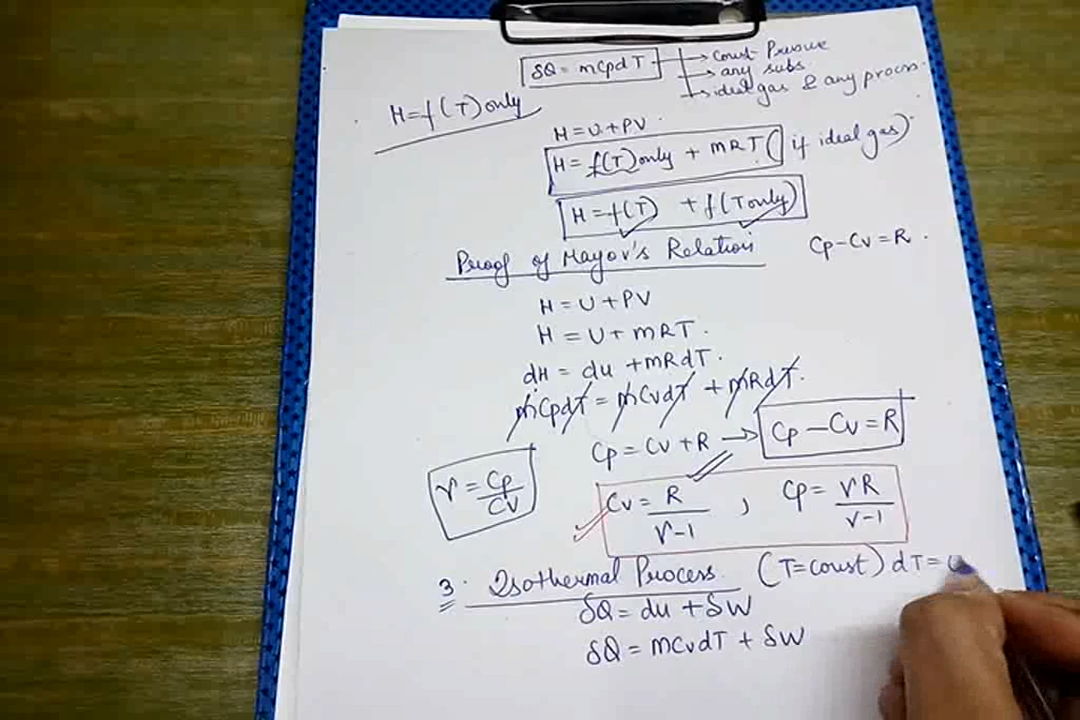 δQ = mCpdT → const Pressure
→ any subs
→ ideal gas & any process
H = f(T) only
H = U + PV.
H = f(T) only + mRT (if ideal gas)
H = f(T) + f(T only)
Proof of Mayor's Relation Cp - Cv = R.
H = U + PV
H = U + mRT.
dH = du + mRdT.
mCpdT = mCvdT + mRdT.
Cp = Cv + R → Cp - Cv = R
γ = Cp/Cv
Cv = R/γ-1 , Cp = γR/γ-1
3. Isothermal Process. (T = const) dT = 0
δQ = du + δW
δQ = mCvdT + δW